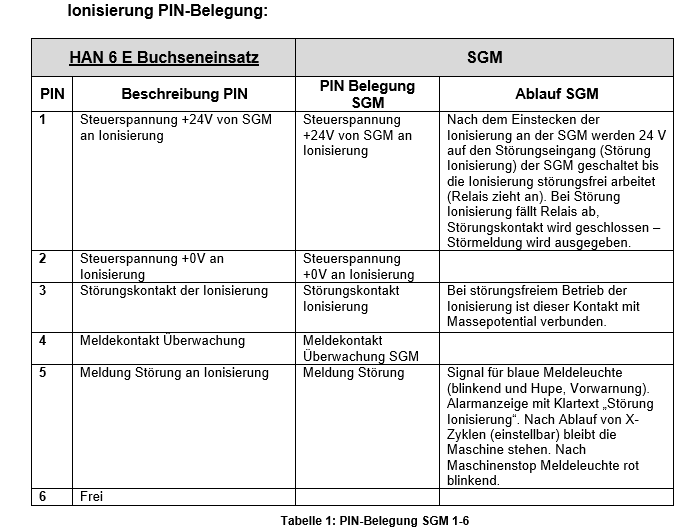 Ionisierung PIN-Belegung:
HAN 6 E Buchseneinsatz
SGM
PIN
Beschreibung PIN
PIN Belegung
SGM
Ablauf SGM
1
Steuerspannung +24V von SGM
an Ionisierung
Steuerspannung
+24V von SGM an
Ionisierung
Nach dem Einstecken der
Ionisierung an der SGM werden 24 V
auf den Störungseingang (Störung
Ionisierung) der SGM geschaltet bis
die Ionisierung störungsfrei arbeitet
(Relais zieht an). Bei Störung
Ionisierung fällt Relais ab,
Störungskontakt wird geschlossen –
Störmeldung wird ausgegeben.
2
Steuerspannung +0V an
Ionisierung
Steuerspannung
+0V an Ionisierung
3
Störungskontakt der Ionisierung
Störungskontakt
Ionisierung
Bei störungsfreiem Betrieb der
Ionisierung ist dieser Kontakt mit
Massepotential verbunden.
4
Meldekontakt Überwachung
Meldekontakt
Überwachung SGM
5
Meldung Störung an Ionisierung
Meldung Störung
Signal für blaue Meldeleuchte
(blinkend und Hupe, Vorwarnung).
Alarmanzeige mit Klartext „Störung
Ionisierung“. Nach Ablauf von X-
Zyklen (einstellbar) bleibt die
Maschine stehen. Nach
Maschinenstop Meldeleuchte rot
blinkend.
6
Frei
Tabelle 1: PIN-Belegung SGM 1-6